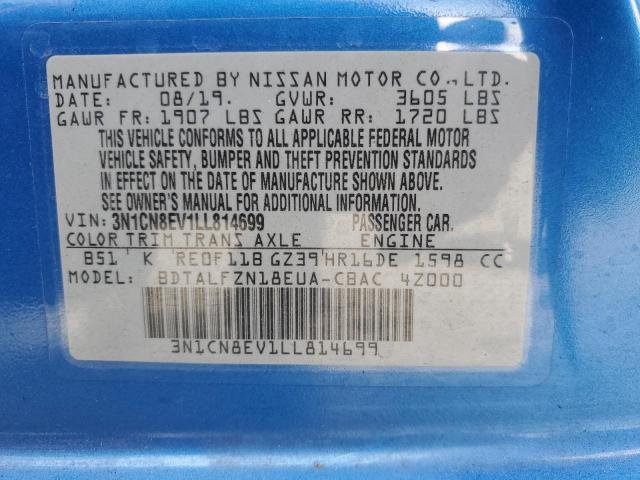 MANUFACTURED BY NISSAN MOTOR CO., LTD.
DATE: 08/19. GVWR: 3605 LBS
GAWR FR: 1907 LBS GAWR RR: 1720 LBS
THIS VEHICLE CONFORMS TO ALL APPLICABLE FEDERAL MOTOR
VEHICLE SAFETY, BUMPER AND THEFT PREVENTION STANDARDS
IN EFFECT ON THE DATE OF MANUFACTURE SHOWN ABOVE.
SEE OWNER'S MANUAL FOR ADDITIONAL INFORMATION.
VIN: 3N1CN8EV1LL814699 PASSENGER CAR.
COLOR TRIM TRANS AXLE ENGINE
B51 K RE0F11B GZ39 HR16DE 1598 CC
MODEL: BDTALFZN18EUA-CBAC 4Z000
3N1CN8EV1LL814699